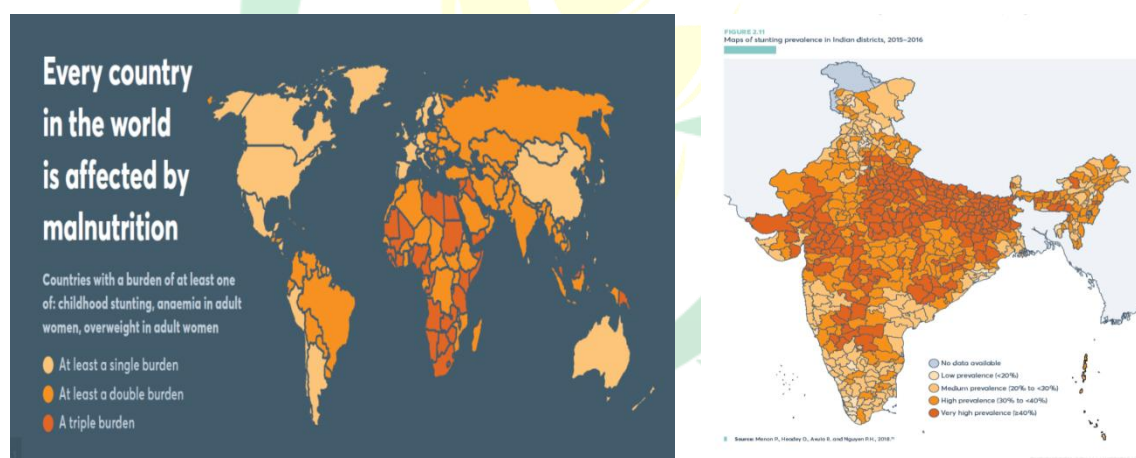 Every country
in the world
is affected by
malnutrition
Countries with a burden of at least one
of: childhood stunting, anaemia in adult
women, overweight in adult women
At least a single burden
At least a double burden
A triple burden
FIGURE 2.11
Maps of stunting prevalence in Indian districts, 2015–2016
No data available
Low prevalence (<20%)
Medium prevalence (20% to <30%)
High prevalence (30% to <40%)
Very high prevalence (≥40%)
Source: Menon P., Headey D., Avula R. and Nguyen P.H., 2018.